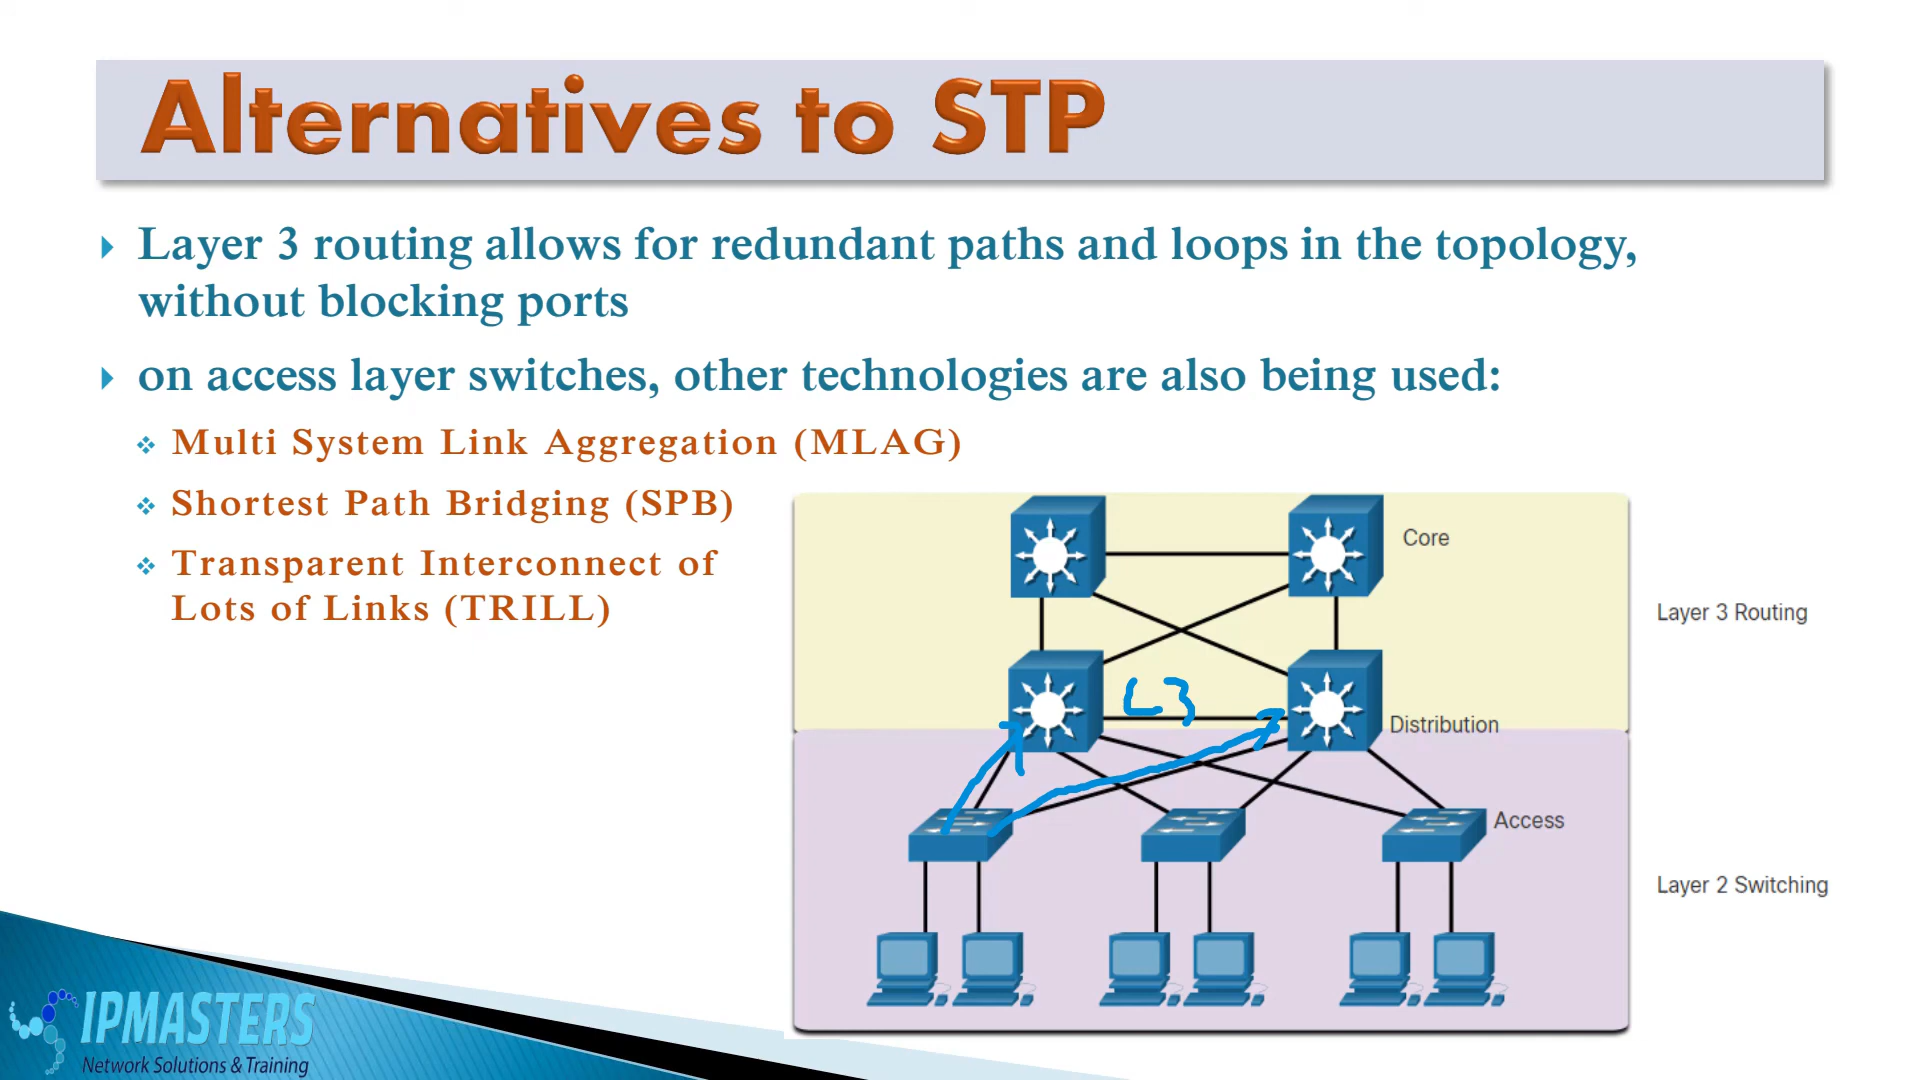 Alternatives to STP
Layer 3 routing allows for redundant paths and loops in the topology,
without blocking ports
on access layer switches, other technologies are also being used:
Multi System Link Aggregation (MLAG)
Shortest Path Bridging (SPB)
Transparent Interconnect of
Lots of Links (TRILL)
Core
Layer 3 Routing
L3
Distribution
Access
Layer 2 Switching
IPMASTERS
Network Solutions & Training